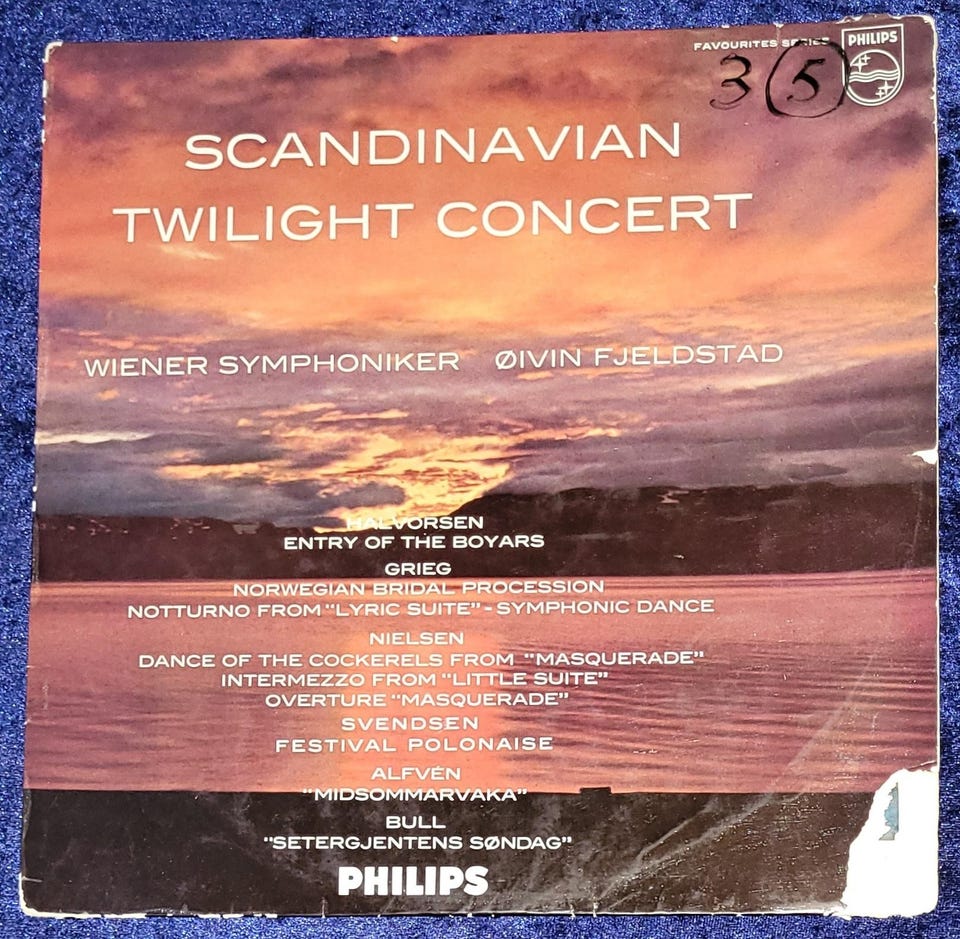 FAVOURITES SERIES
PHILIPS
3 5
SCANDINAVIAN
TWILIGHT CONCERT
WIENER SYMPHONIKER ØIVIN FJELDSTAD
HALVORSEN
ENTRY OF THE BOYARS
GRIEG
NORWEGIAN BRIDAL PROCESSION
NOTTURNO FROM "LYRIC SUITE" - SYMPHONIC DANCE
NIELSEN
DANCE OF THE COCKERELS FROM "MASQUERADE"
INTERMEZZO FROM "LITTLE SUITE"
OVERTURE "MASQUERADE"
SVENDSEN
FESTIVAL POLONAISE
ALFVÉN
"MIDSOMMARVAKA"
BULL
"SETERGJENTENS SØNDAG"
PHILIPS